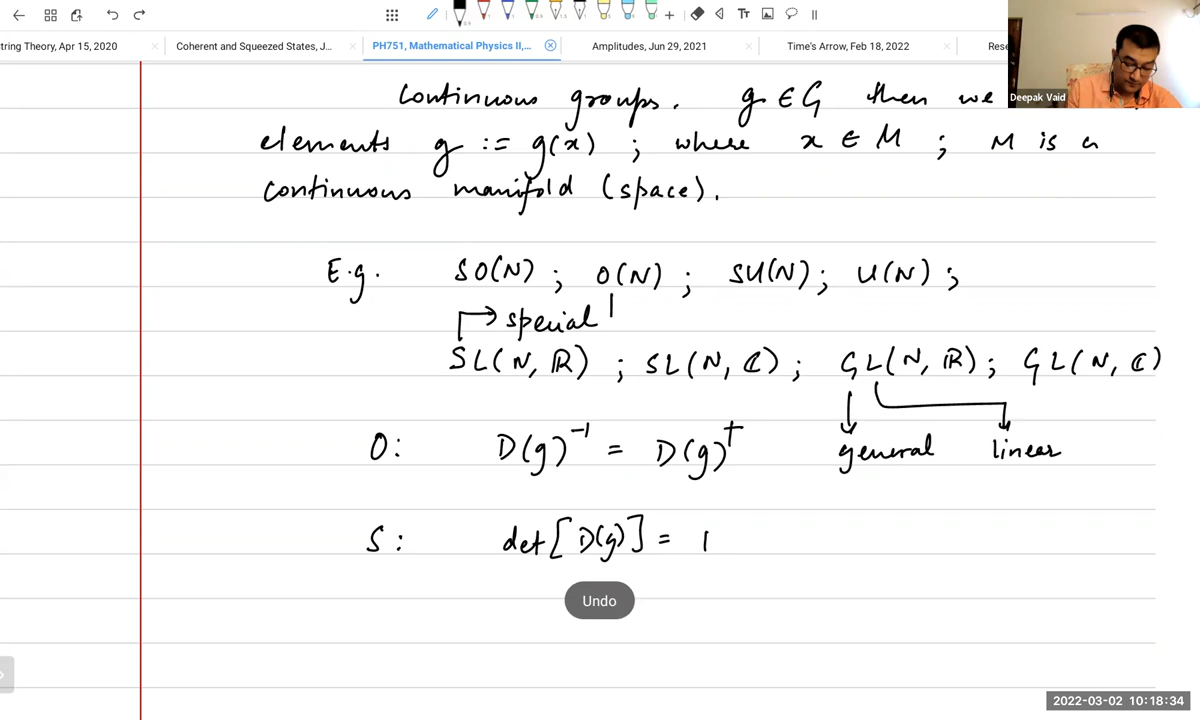 tring Theory, Apr 15, 2020 Coherent and Squeezed States, J... PH751, Mathematical Physics II,... Amplitudes, Jun 29, 2021 Time's Arrow, Feb 18, 2022 Rese
Deepak Vaid
Continuous groups. g ∈ G then we
elements g := g(x) ; where x ∈ M ; M is a
continuous manifold (space).
E.g. SO(N) ; O(N) ; SU(N) ; U(N) ;
special
SL(N, ℝ) ; SL(N, ℂ) ; GL(N, ℝ) ; GL(N, ℂ)
O: D(g)⁻¹ = D(g)† general linear
S: det[D(g)] = 1
Undo
2022-03-02 10:18:34